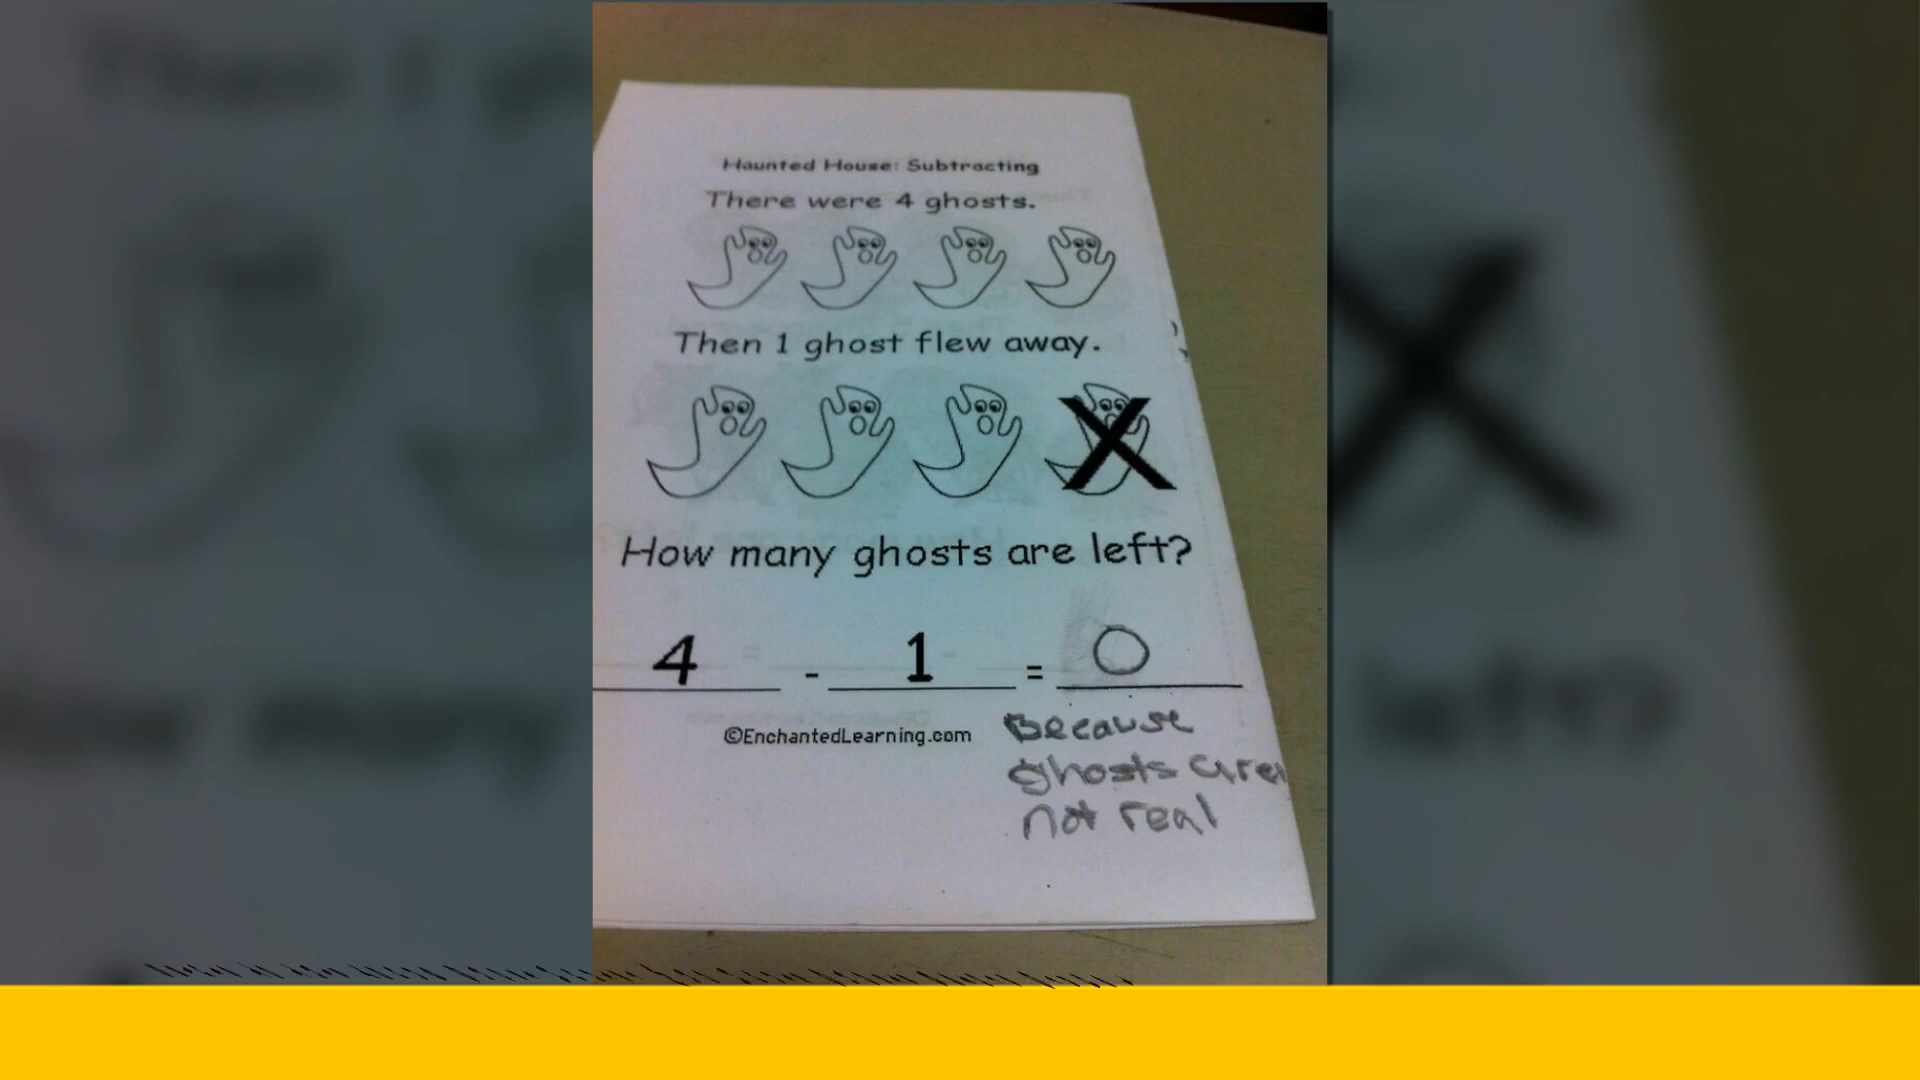 Haunted House: Subtracting
There were 4 ghosts.
Then 1 ghost flew away.
How many ghosts are left?
4 - 1 = 0
©EnchantedLearning.com
Because
ghosts are
not real